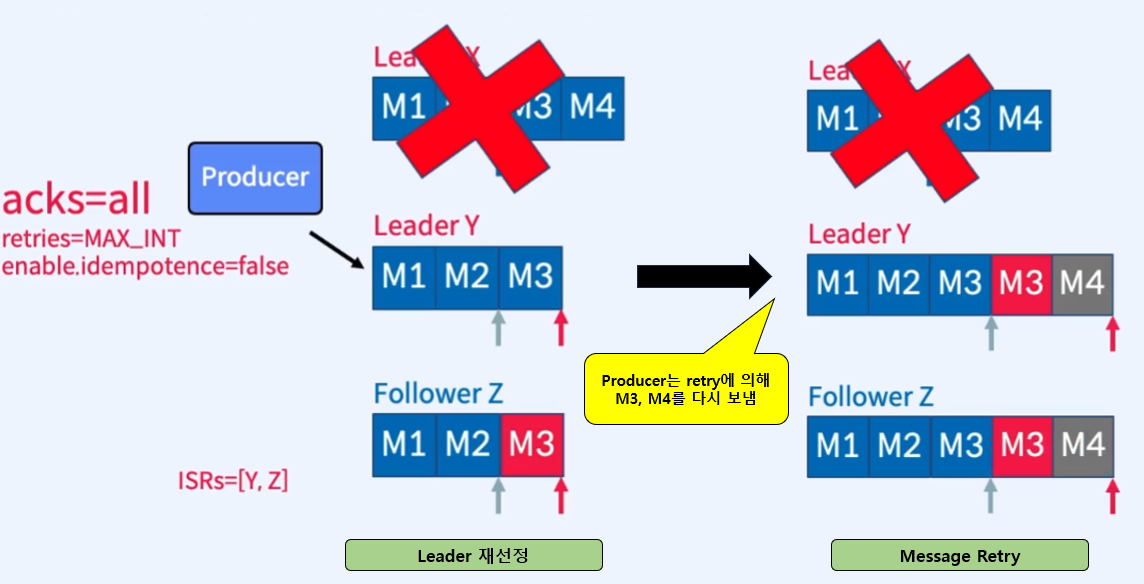 acks=all
retries=MAX_INT
enable.idempotence=false
Producer
ISRs=[Y, Z]
M1 M3 M4
Leader Y
M1 M2 M3
Follower Z
M1 M2 M3
Leader 재선정
Producer는 retry에 의해
M3, M4를 다시 보냄
M1 M3 M4
Leader Y
M1 M2 M3 M3 M4
Follower Z
M1 M2 M3 M3 M4
Message Retry